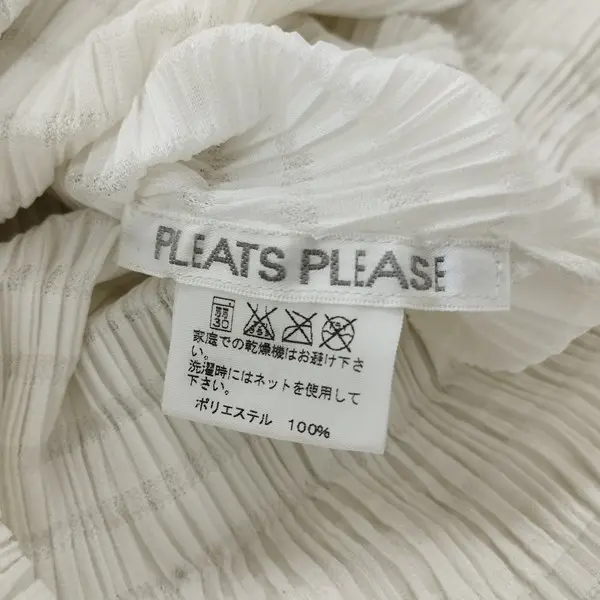 PLEATS PLEASE
弱
30
家庭での乾燥機はお避け下さ
い。
洗濯時にはネットを使用して
下さい。
ポリエステル 100%